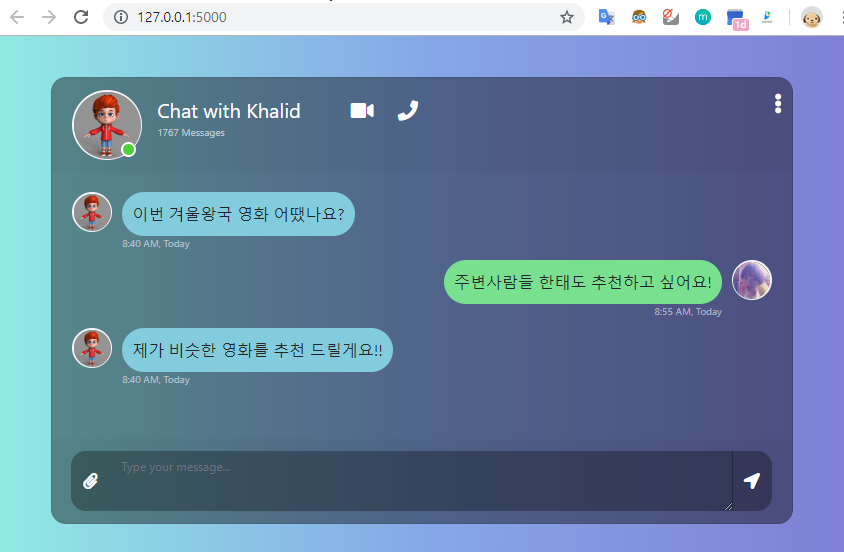 127.0.0.1:5000
1d
Chat with Khalid
1767 Messages
이번 겨울왕국 영화 어땠나요?
8:40 AM, Today
주변사람들 한태도 추천하고 싶어요!
8:55 AM, Today
제가 비슷한 영화를 추천 드릴게요!!
8:40 AM, Today
Type your message...